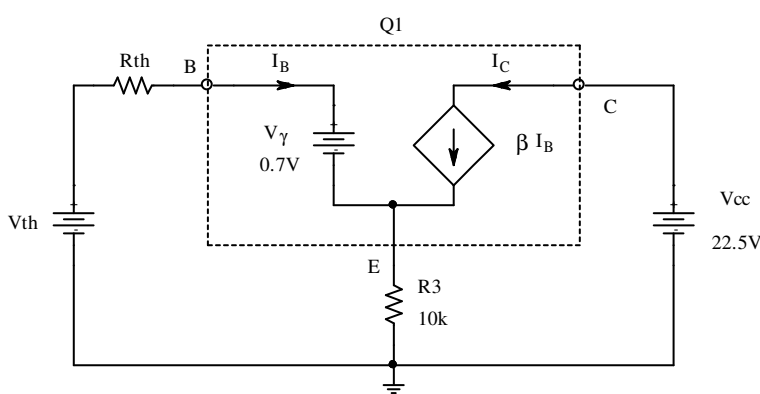 Q1
Rth
B
I_B
I_C
C
Vγ
0.7V
β I_B
Vth
Vcc
22.5V
E
R3
10k